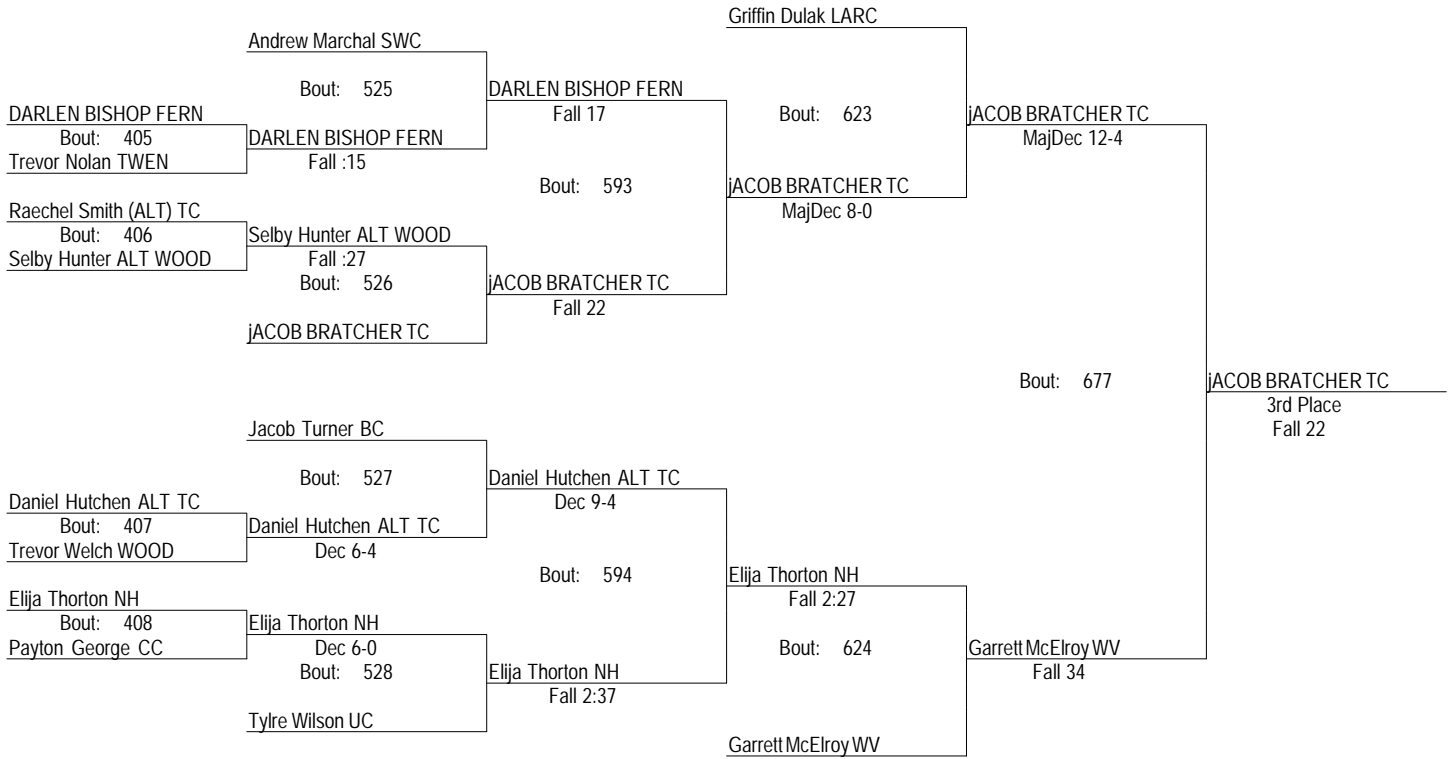 Griffin Dulak LARC
Andrew Marchal SWC
Bout: 525
DARLEN BISHOP FERN
Fall 17
DARLEN BISHOP FERN
Bout: 405
Trevor Nolan TWEN
DARLEN BISHOP FERN
Fall :15
Bout: 623
jACOB BRATCHER TC
MajDec 12-4
Bout: 593
jACOB BRATCHER TC
MajDec 8-0
Raechel Smith (ALT) TC
Bout: 406
Selby Hunter ALT WOOD
Selby Hunter ALT WOOD
Fall :27
Bout: 526
jACOB BRATCHER TC
Fall 22
jACOB BRATCHER TC
Bout: 677
jACOB BRATCHER TC
3rd Place
Fall 22
Jacob Turner BC
Bout: 527
Daniel Hutchen ALT TC
Dec 9-4
Daniel Hutchen ALT TC
Bout: 407
Trevor Welch WOOD
Daniel Hutchen ALT TC
Dec 6-4
Bout: 594
Elija Thorton NH
Fall 2:27
Elija Thorton NH
Bout: 408
Payton George CC
Elija Thorton NH
Dec 6-0
Bout: 528
Elija Thorton NH
Fall 2:37
Bout: 624
Garrett McElroy WV
Fall 34
Tylre Wilson UC
Garrett McElroy WV